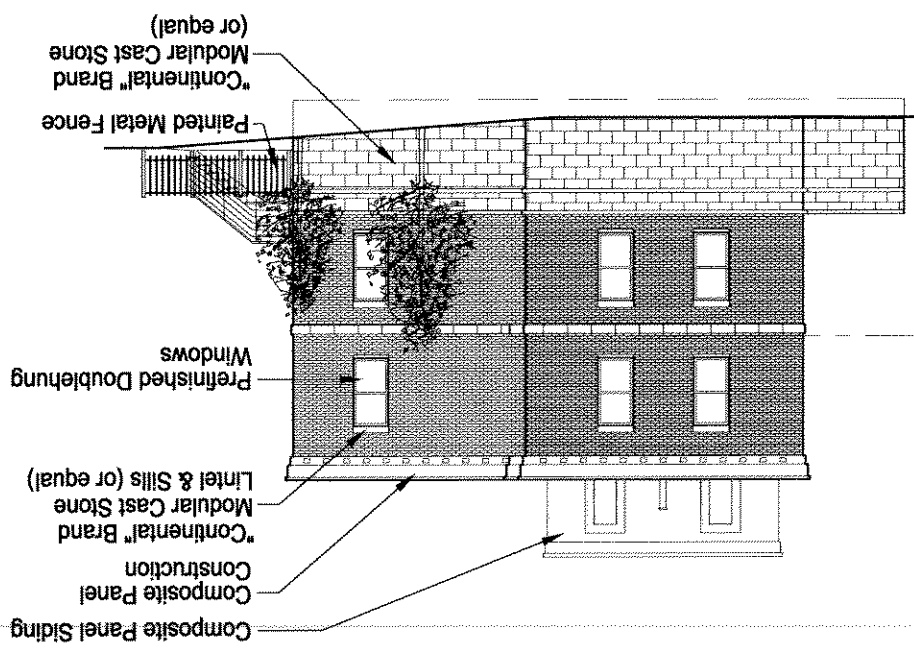 Composite Panel Siding
Composite Panel
Construction
"Continental" Brand
Modular Cast Stone
Lintel & Sills (or equal)
Prefinished Doublehung
Windows
Painted Metal Fence
"Continental" Brand
Modular Cast Stone
(or equal)